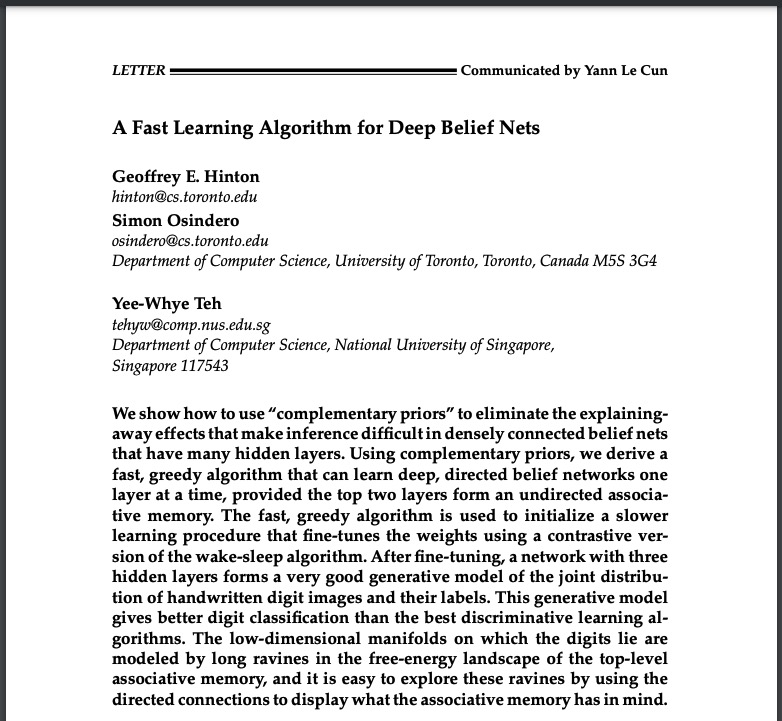 LETTER Communicated by Yann Le Cun
A Fast Learning Algorithm for Deep Belief Nets
Geoffrey E. Hinton
hinton@cs.toronto.edu
Simon Osindero
osindero@cs.toronto.edu
Department of Computer Science, University of Toronto, Toronto, Canada M5S 3G4
Yee-Whye Teh
tehyw@comp.nus.edu.sg
Department of Computer Science, National University of Singapore,
Singapore 117543
We show how to use “complementary priors” to eliminate the explaining-
away effects that make inference difficult in densely connected belief nets
that have many hidden layers. Using complementary priors, we derive a
fast, greedy algorithm that can learn deep, directed belief networks one
layer at a time, provided the top two layers form an undirected associa-
tive memory. The fast, greedy algorithm is used to initialize a slower
learning procedure that fine-tunes the weights using a contrastive ver-
sion of the wake-sleep algorithm. After fine-tuning, a network with three
hidden layers forms a very good generative model of the joint distribu-
tion of handwritten digit images and their labels. This generative model
gives better digit classification than the best discriminative learning al-
gorithms. The low-dimensional manifolds on which the digits lie are
modeled by long ravines in the free-energy landscape of the top-level
associative memory, and it is easy to explore these ravines by using the
directed connections to display what the associative memory has in mind.